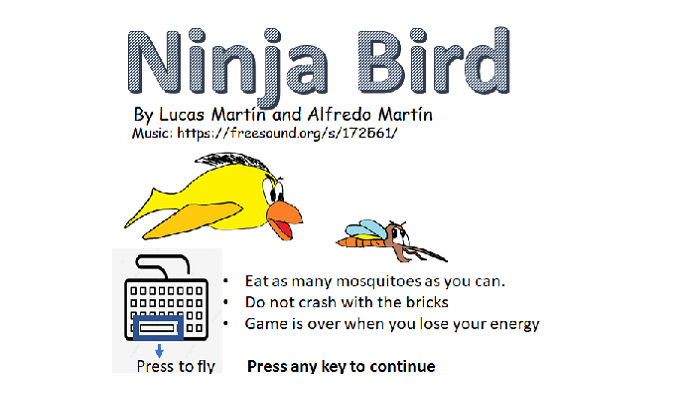 Ninja Bird
By Lucas Martín and Alfredo Martín
Music: https://freesound.org/s/172561/
• Eat as many mosquitoes as you can.
• Do not crash with the bricks
• Game is over when you lose your energy
Press to fly
Press any key to continue